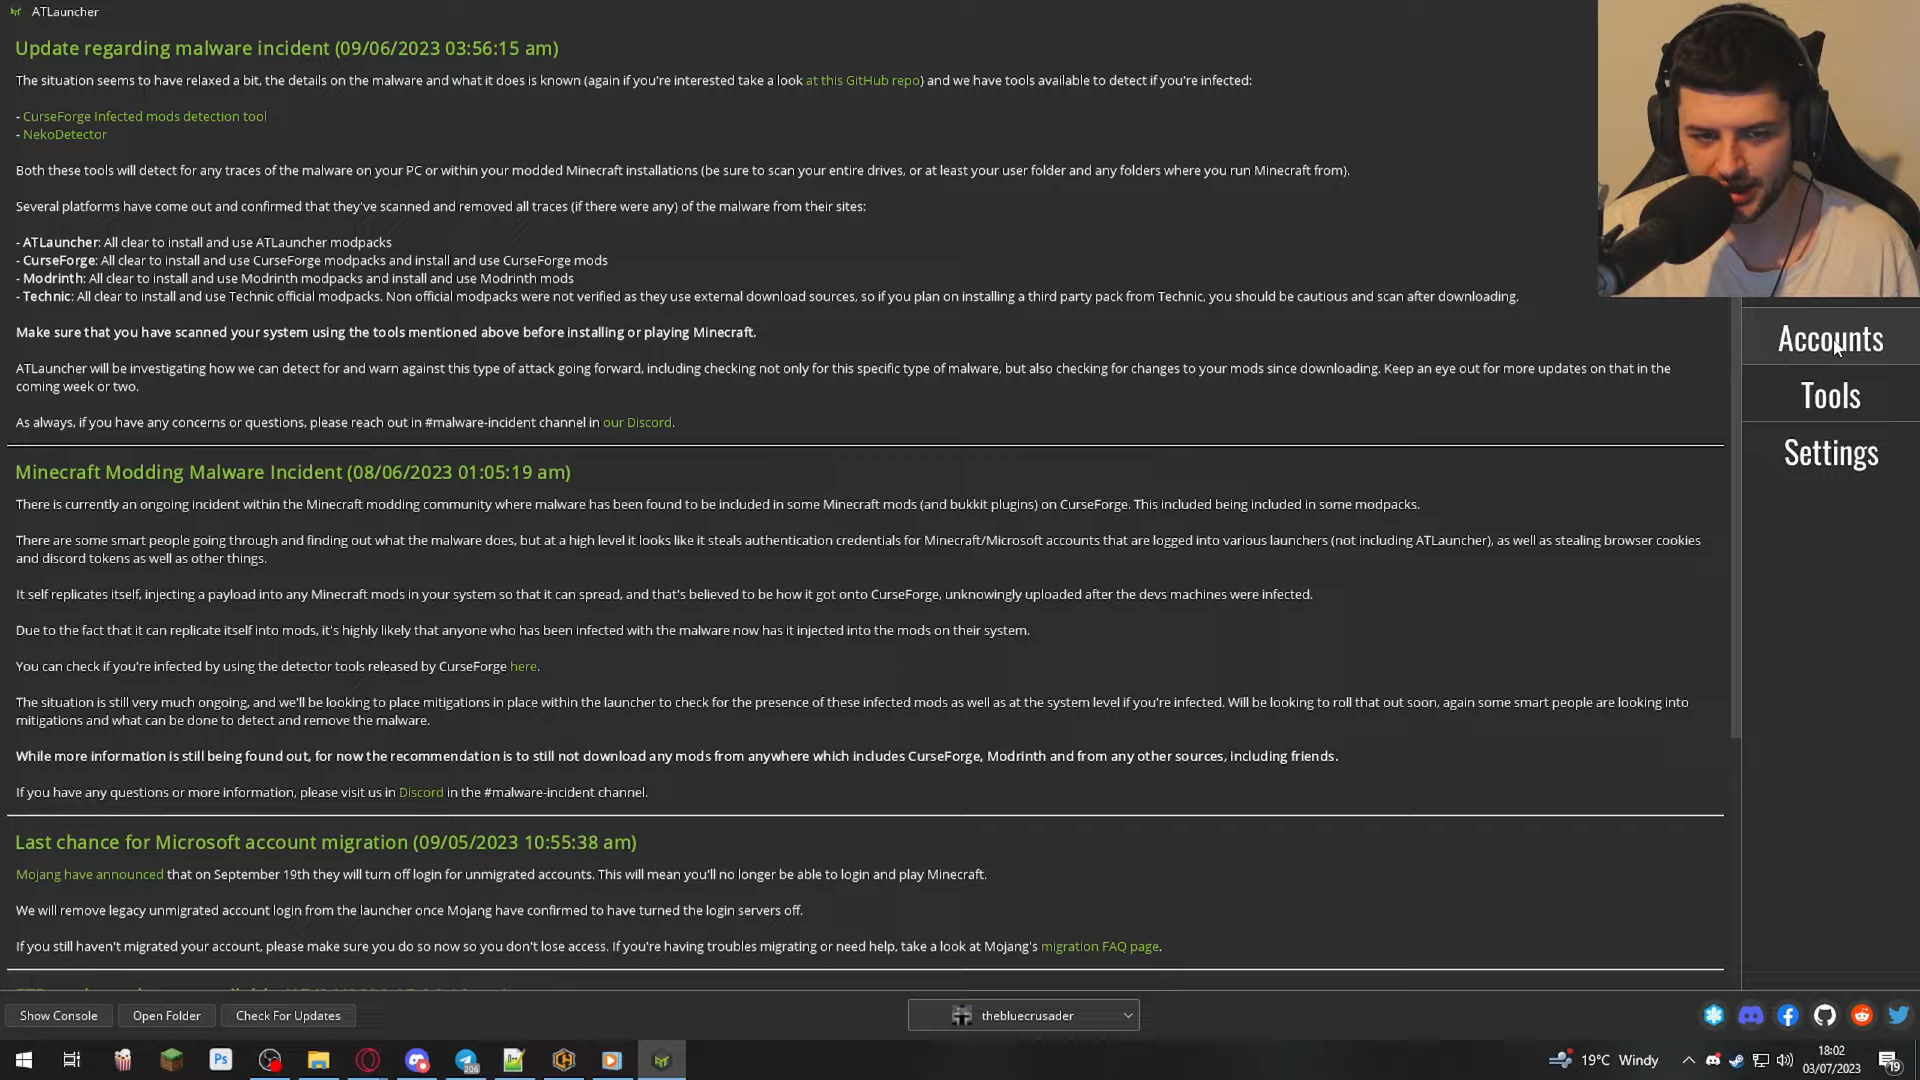 ATLauncher
Update regarding malware incident (09/06/2023 03:56:15 am)
The situation seems to have relaxed a bit, the details on the malware and what it does is known (again if you're interested take a look at this GitHub repo) and we have tools available to detect if you're infected:
- CurseForge Infected mods detection tool
- NekoDetector
Both these tools will detect for any traces of the malware on your PC or within your modded Minecraft installations (be sure to scan your entire drives, or at least your user folder and any folders where you run Minecraft from).
Several platforms have come out and confirmed that they've scanned and removed all traces (if there were any) of the malware from their sites:
- ATLauncher: All clear to install and use ATLauncher modpacks
- CurseForge: All clear to install and use CurseForge modpacks and install and use CurseForge mods
- Modrinth: All clear to install and use Modrinth modpacks and install and use Modrinth mods
- Technic: All clear to install and use Technic official modpacks. Non official modpacks were not verified as they use external download sources, so if you plan on installing a third party pack from Technic, you should be cautious and scan after downloading.
Make sure that you have scanned your system using the tools mentioned above before installing or playing Minecraft.
ATLauncher will be investigating how we can detect for and warn against this type of attack going forward, including checking not only for this specific type of malware, but also checking for changes to your mods since downloading. Keep an eye out for more updates on that in the
coming week or two.
As always, if you have any concerns or questions, please reach out in #malware-incident channel in our Discord.
Minecraft Modding Malware Incident (08/06/2023 01:05:19 am)
There is currently an ongoing incident within the Minecraft modding community where malware has been found to be included in some Minecraft mods (and bukkit plugins) on CurseForge. This included being included in some modpacks.
There are some smart people going through and finding out what the malware does, but at a high level it looks like it steals authentication credentials for Minecraft/Microsoft accounts that are logged into various launchers (not including ATLauncher), as well as stealing browser cookies
and discord tokens as well as other things.
It self replicates itself, injecting a payload into any Minecraft mods in your system so that it can spread, and that's believed to be how it got onto CurseForge, unknowingly uploaded after the devs machines were infected.
Due to the fact that it can replicate itself into mods, it's highly likely that anyone who has been infected with the malware now has it injected into the mods on their system.
You can check if you're infected by using the detector tools released by CurseForge here.
The situation is still very much ongoing, and we'll be looking to place mitigations in place within the launcher to check for the presence of these infected mods as well as at the system level if you're infected. Will be looking to roll that out soon, again some smart people are looking into
mitigations and what can be done to detect and remove the malware.
While more information is still being found out, for now the recommendation is to still not download any mods from anywhere which includes CurseForge, Modrinth and from any other sources, including friends.
If you have any questions or more information, please visit us in Discord in the #malware-incident channel.
Last chance for Microsoft account migration (09/05/2023 10:55:38 am)
Mojang have announced that on September 19th they will turn off login for unmigrated accounts. This will mean you'll no longer be able to login and play Minecraft.
We will remove legacy unmigrated account login from the launcher once Mojang have confirmed to have turned the login servers off.
If you still haven't migrated your account, please make sure you do so now so you don't lose access. If you're having troubles migrating or need help, take a look at Mojang's migration FAQ page.
Accounts
Tools
Settings
Show Console
Open Folder
Check For Updates
thebluecrusader
Ps
206
19°C Windy
18:02
03/07/2023
19